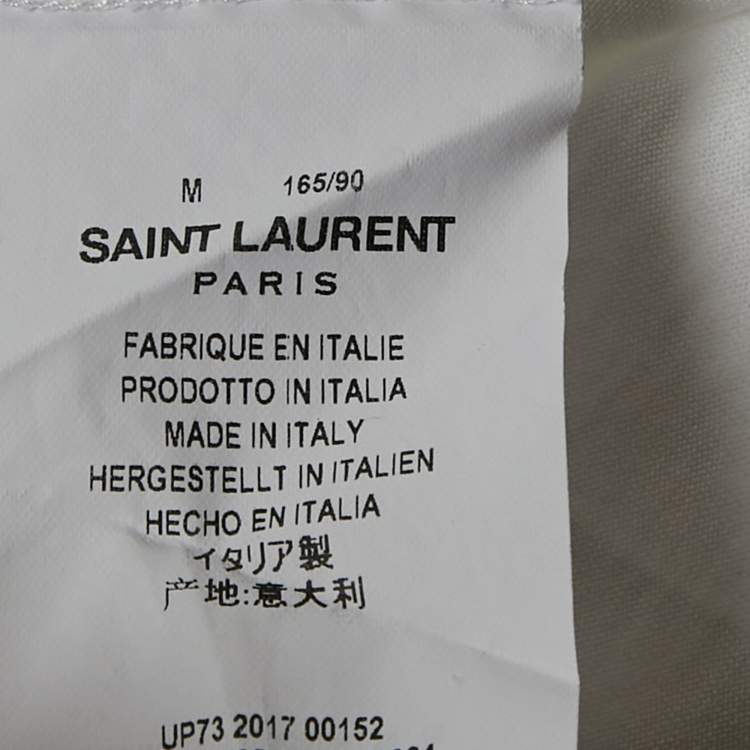 M 165/90
SAINT LAURENT
PARIS
FABRIQUE EN ITALIE
PRODOTTO IN ITALIA
MADE IN ITALY
HERGESTELLT IN ITALIEN
HECHO EN ITALIA
イタリア製
产地:意大利
UP73 2017 00152